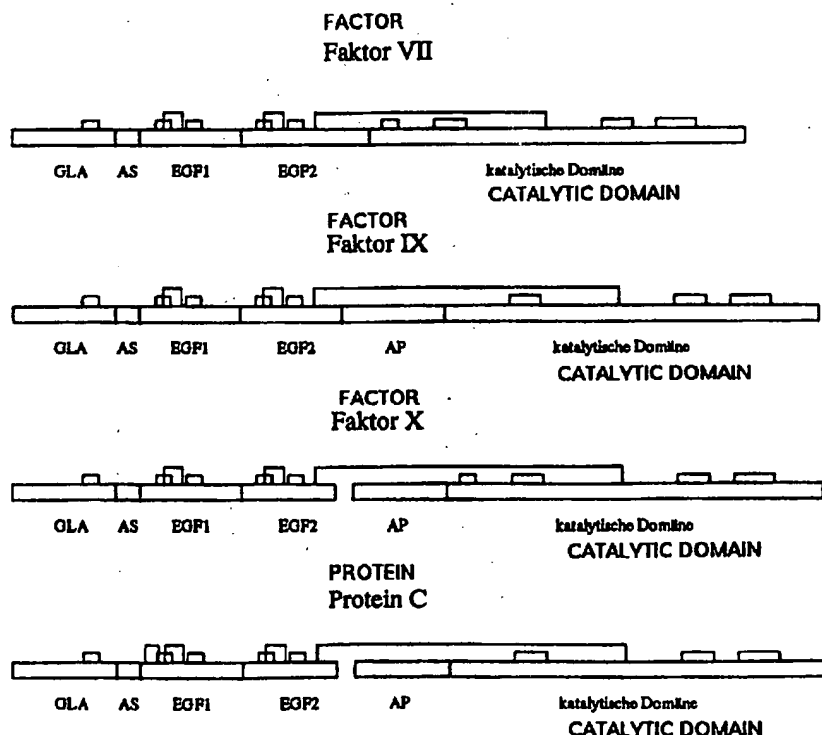 FACTOR
Faktor VII
GLA AS EGF1 EGF2 katalytische Domäne
CATALYTIC DOMAIN
FACTOR
Faktor IX
GLA AS EGF1 EGF2 AP katalytische Domäne
CATALYTIC DOMAIN
FACTOR
Faktor X
GLA AS EGF1 EGF2 AP katalytische Domäne
CATALYTIC DOMAIN
PROTEIN
Protein C
GLA AS EGF1 EGF2 AP katalytische Domäne
CATALYTIC DOMAIN